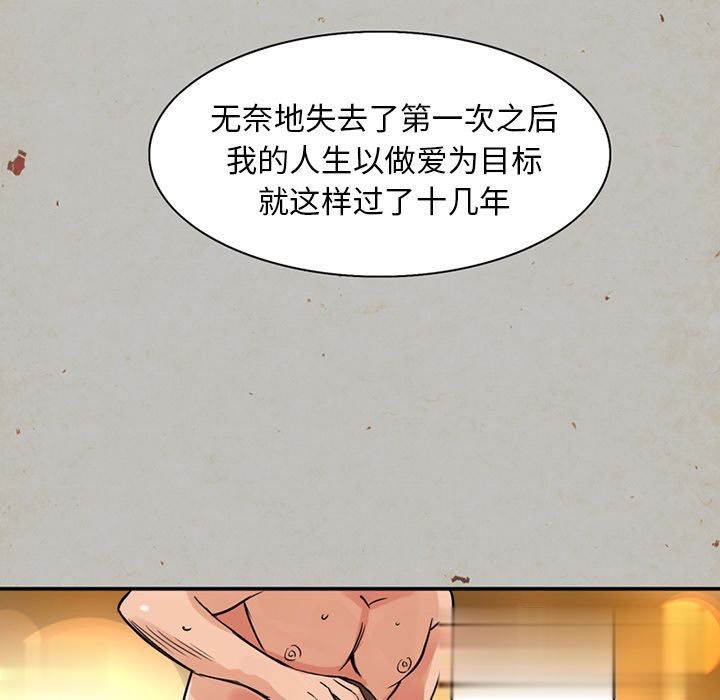 无奈地失去了第一次之后
我的人生以做爱为目标
就这样过了十几年